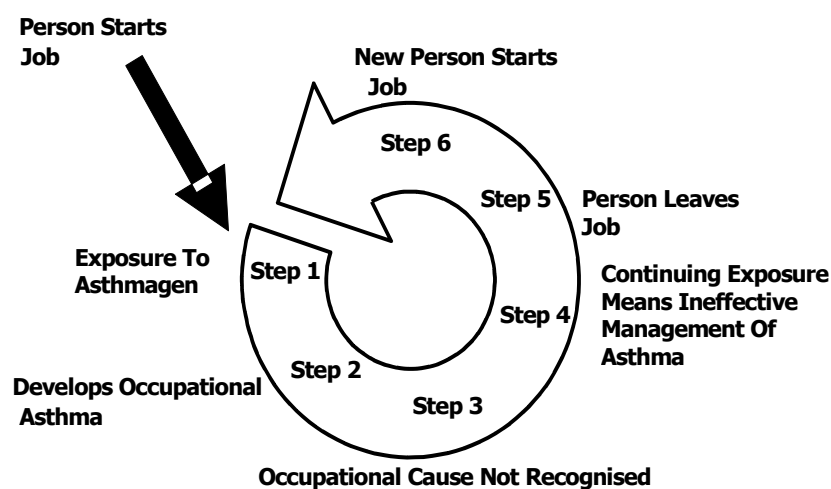 Person Starts
Job
New Person Starts
Job
Step 6
Step 5
Person Leaves
Job
Exposure To
Asthmagen
Step 1
Continuing Exposure
Means Ineffective
Management Of
Asthma
Step 4
Step 2
Develops Occupational
Asthma
Step 3
Occupational Cause Not Recognised